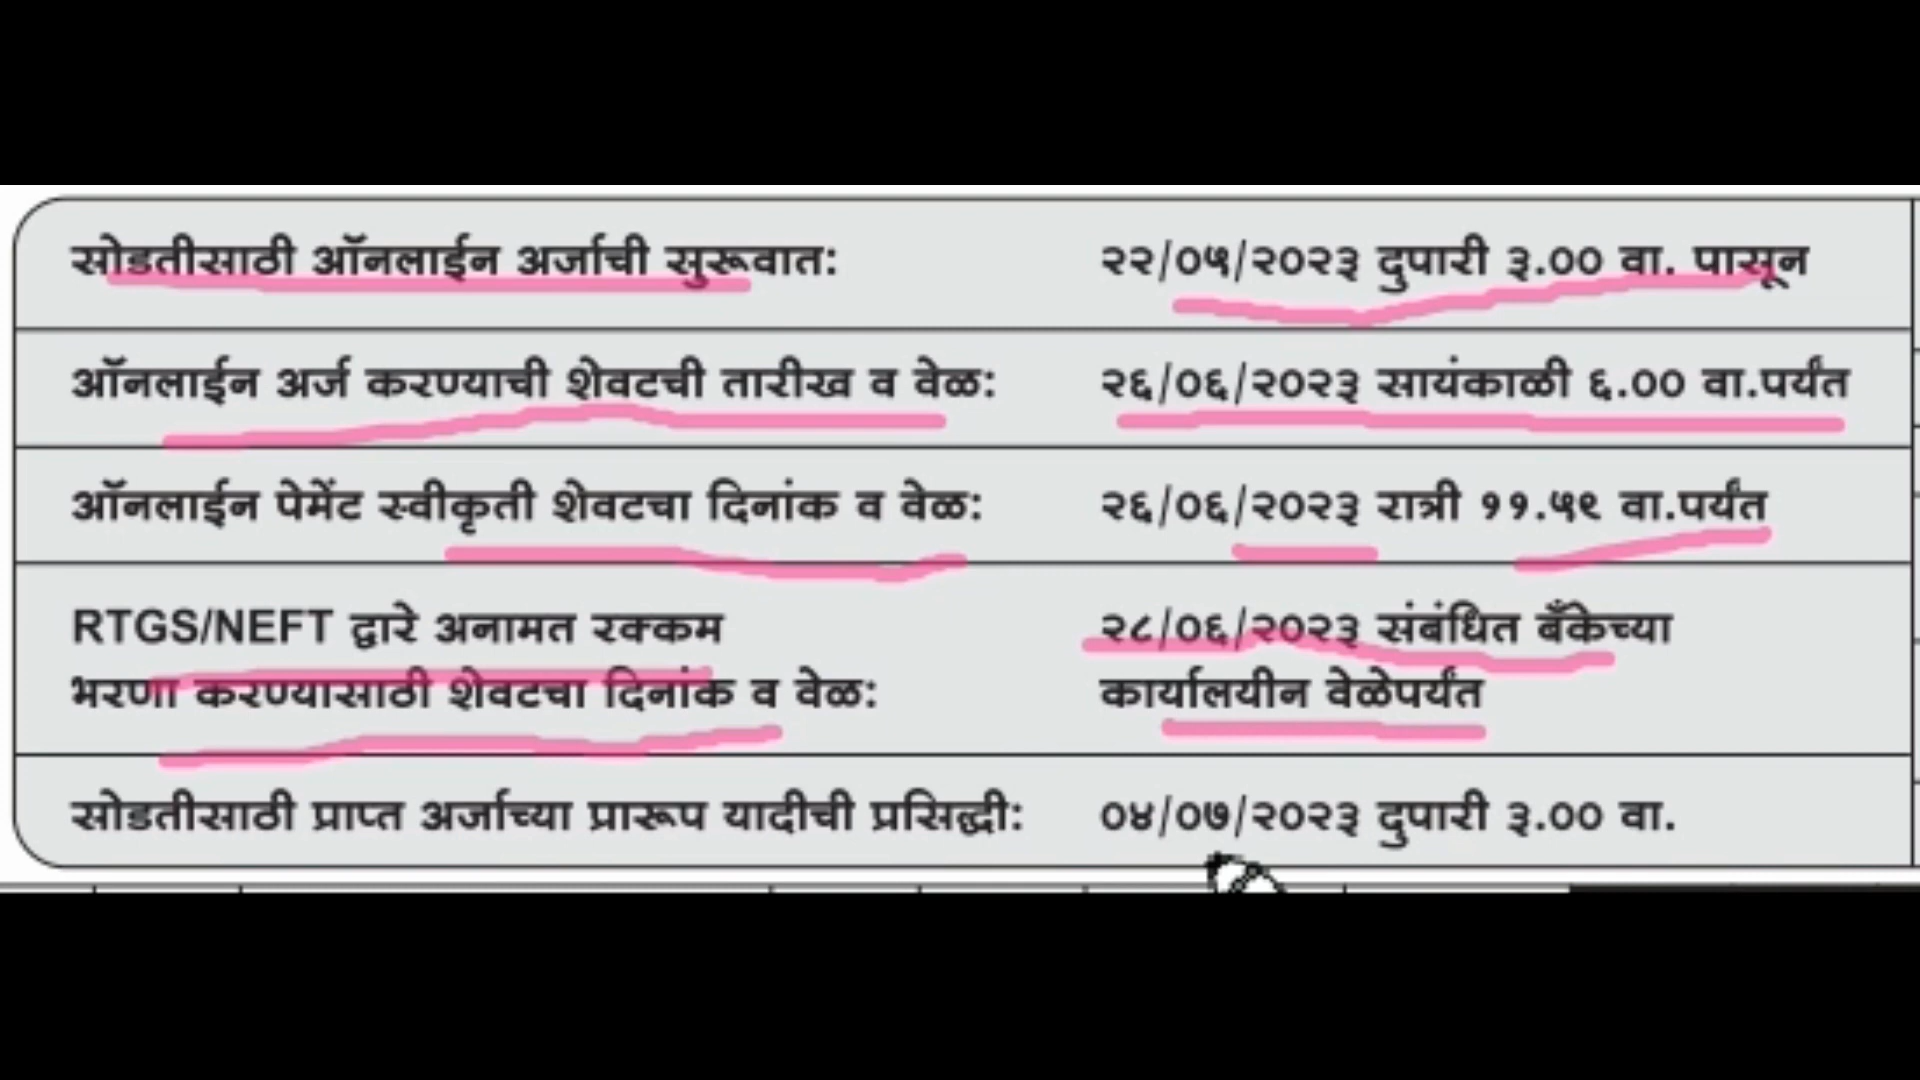 सोडतीसाठी ऑनलाईन अर्जाची सुरूवात: २२/०५/२०२३ दुपारी ३.०० वा. पासून
ऑनलाईन अर्ज करण्याची शेवटची तारीख व वेळ: २६/०६/२०२३ सायंकाळी ६.०० वा.पर्यंत
ऑनलाईन पेमेंट स्वीकृती शेवटचा दिनांक व वेळ: २६/०६/२०२३ रात्री ११.५९ वा.पर्यंत
RTGS/NEFT द्वारे अनामत रक्कम २८/०६/२०२३ संबंधित बँकेच्या
भरणा करण्यासाठी शेवटचा दिनांक व वेळ: कार्यालयीन वेळेपर्यंत
सोडतीसाठी प्राप्त अर्जाच्या प्रारूप यादीची प्रसिद्धी: ०४/०७/२०२३ दुपारी ३.०० वा.